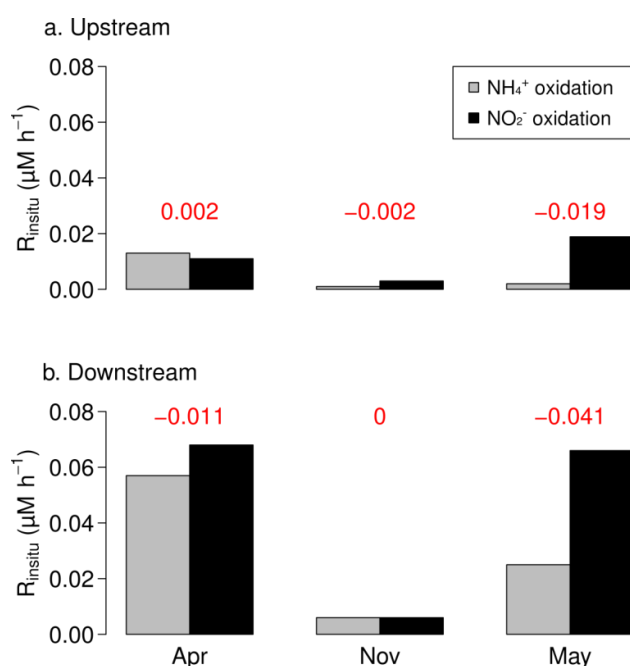 a. Upstream
0.08
0.06
0.04
0.02
0.00
R_insitu (µM h⁻¹)
NH₄⁺ oxidation
NO₂⁻ oxidation
0.002 −0.002 −0.019
b. Downstream
0.08
0.06
0.04
0.02
0.00
R_insitu (µM h⁻¹)
−0.011 0 −0.041
Apr Nov May